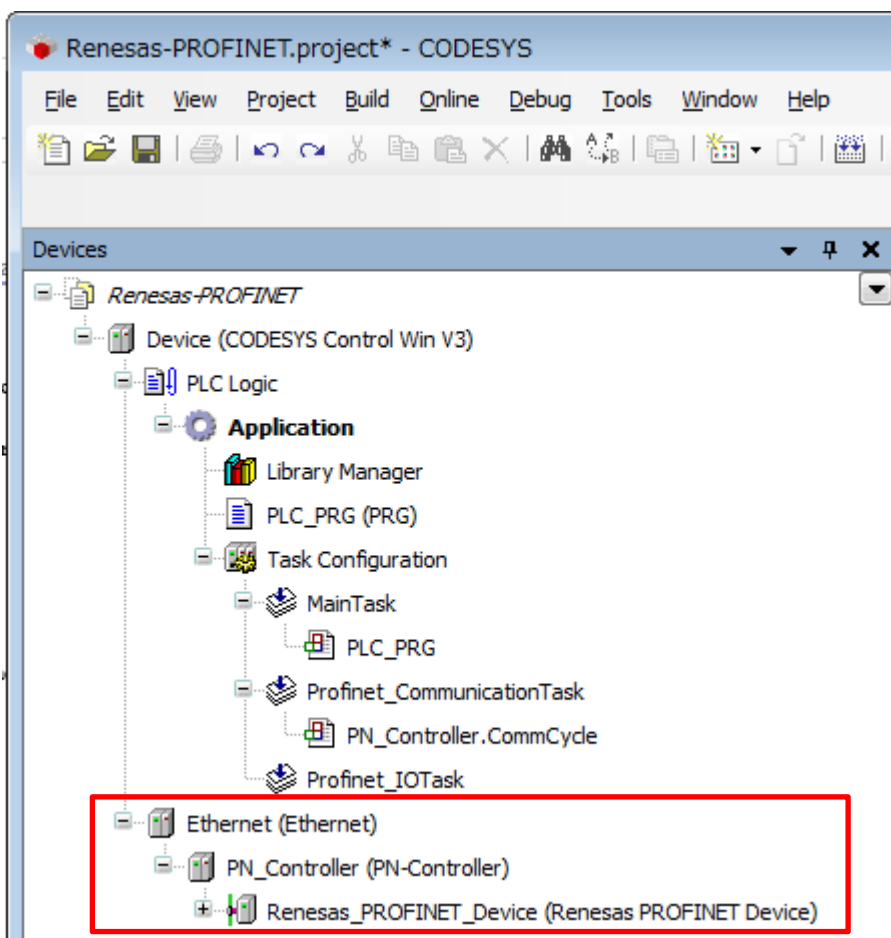 Renesas-PROFINET.project* - CODESYS
File Edit View Project Build Online Debug Tools Window Help
Devices
Renesas-PROFINET
Device (CODESYS Control Win V3)
PLC Logic
Application
Library Manager
PLC_PRG (PRG)
Task Configuration
MainTask
PLC_PRG
Profinet_CommunicationTask
PN_Controller.CommCycle
Profinet_IOTask
Ethernet (Ethernet)
PN_Controller (PN-Controller)
Renesas_PROFINET_Device (Renesas PROFINET Device)